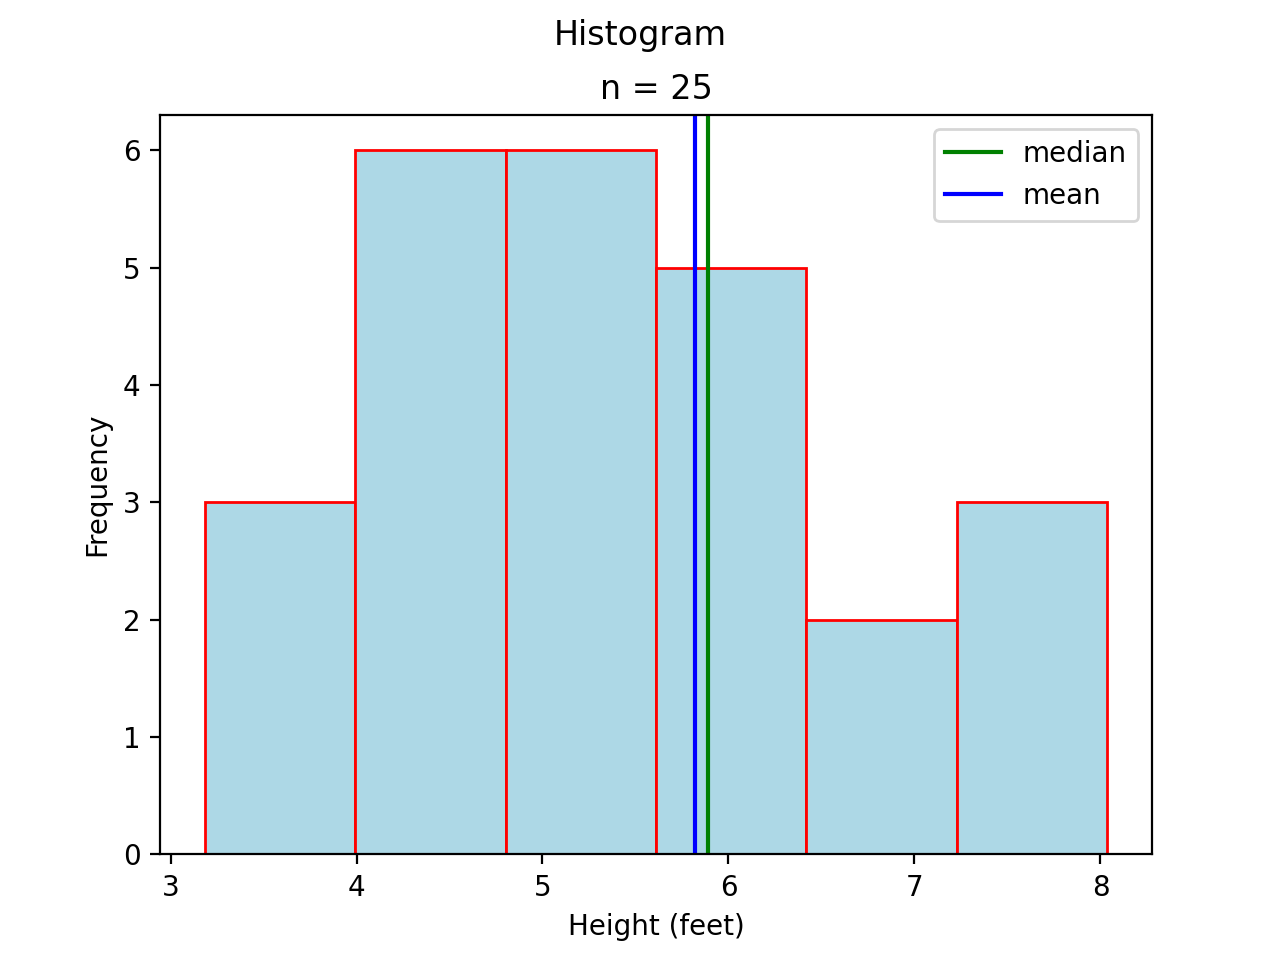 Histogram
n = 25
median
mean
6
5
4
3
2
1
0
Frequency
3 4 5 6 7 8
Height (feet)